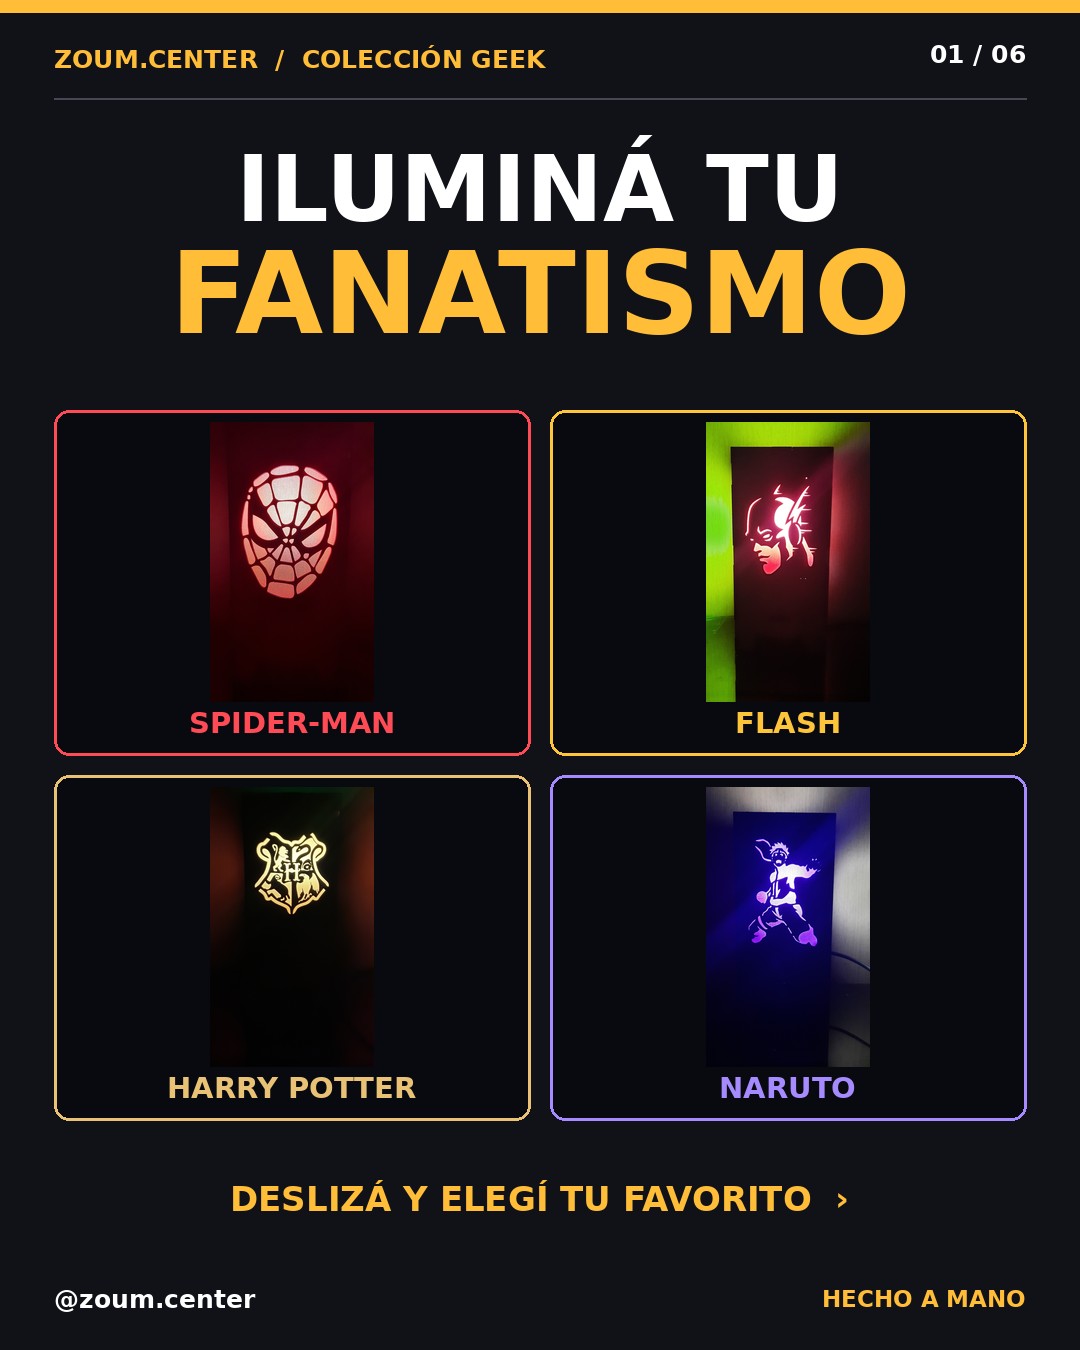 ZOUM.CENTER / COLECCIÓN GEEK
01 / 06
ILUMINÁ TU
FANATISMO
SPIDER-MAN
FLASH
HARRY POTTER
NARUTO
DESLIZÁ Y ELEGÍ TU FAVORITO ›
@zoum.center
HECHO A MANO